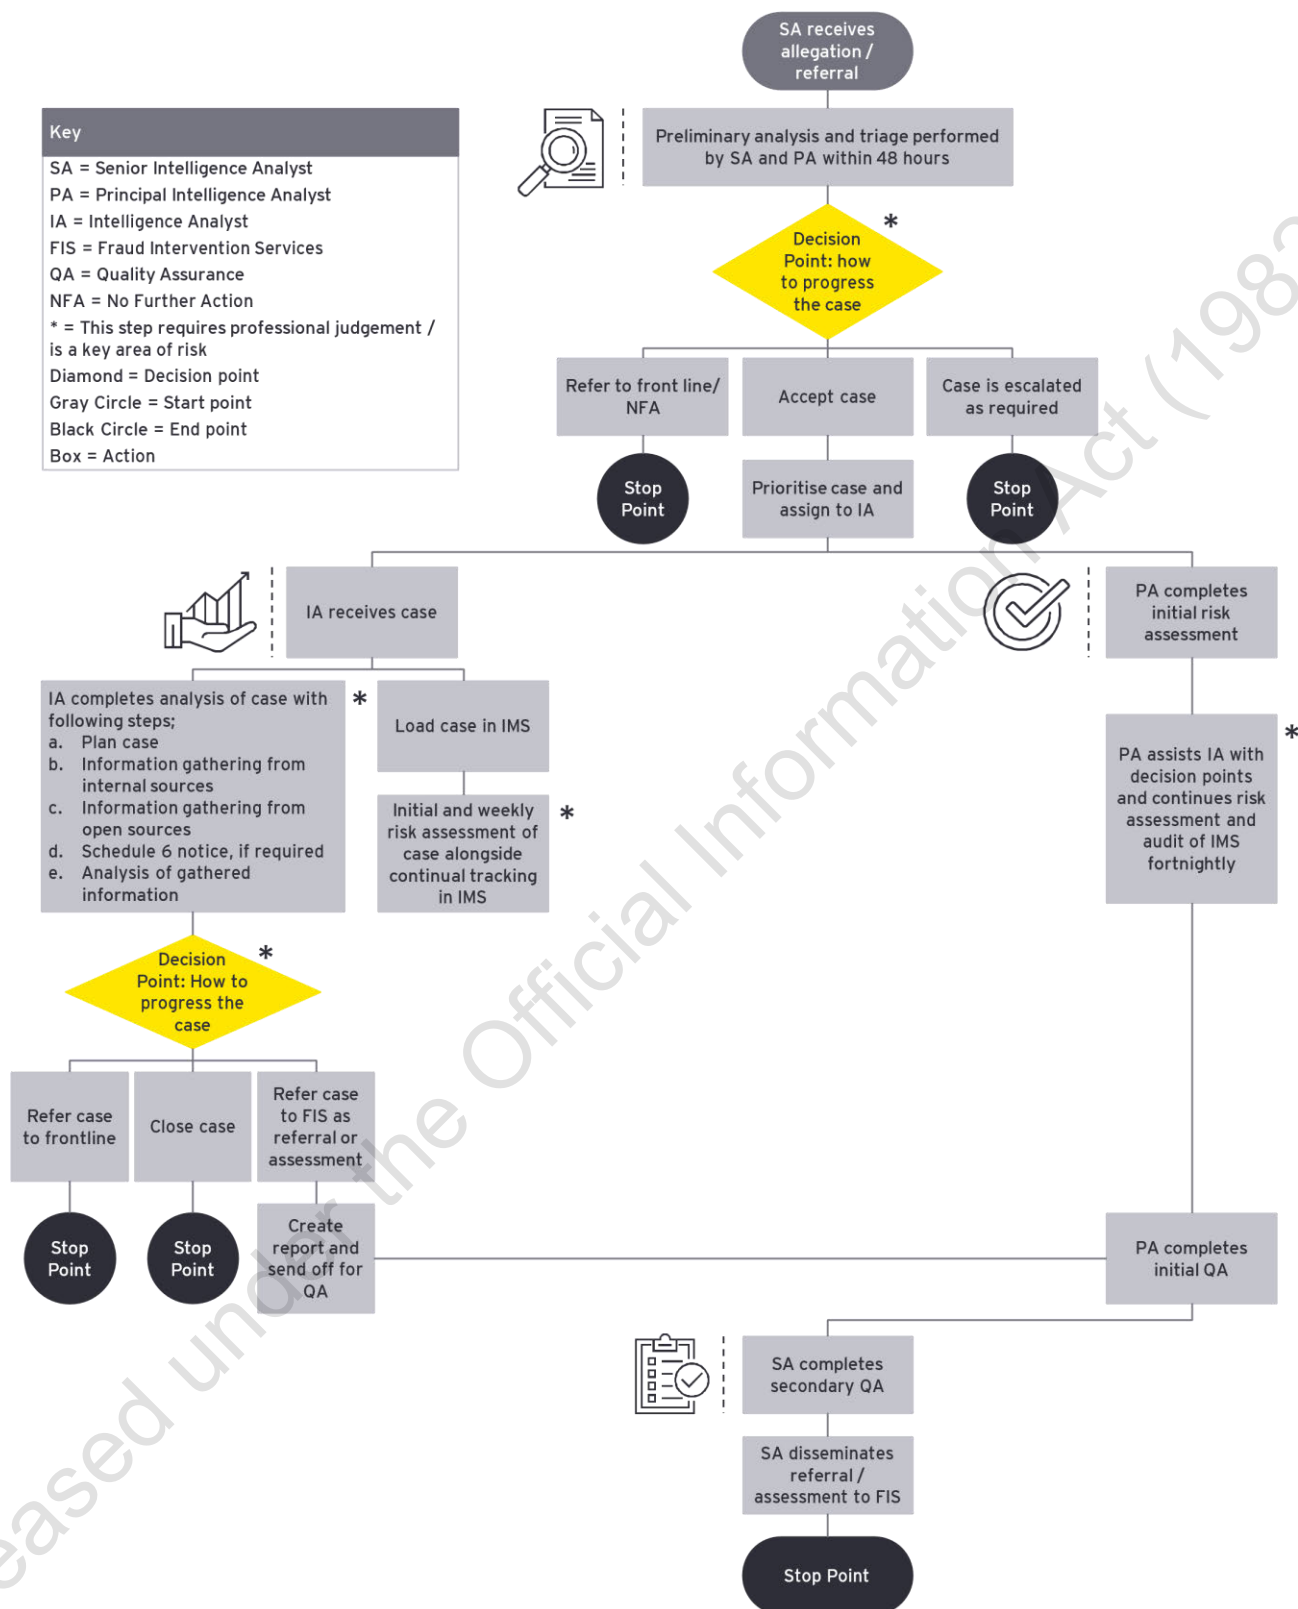 SA receives
allegation /
referral
Key
SA = Senior Intelligence Analyst
PA = Principal Intelligence Analyst
IA = Intelligence Analyst
FIS = Fraud Intervention Services
QA = Quality Assurance
NFA = No Further Action
* = This step requires professional judgement /
is a key area of risk
Diamond = Decision point
Gray Circle = Start point
Black Circle = End point
Box = Action
Preliminary analysis and triage performed
by SA and PA within 48 hours
*
Decision
Point: how
to progress
the case
Refer to front line/
NFA
Accept case
Case is escalated
as required
Stop
Point
Prioritise case and
assign to IA
Stop
Point
IA receives case
PA completes
initial risk
assessment
IA completes analysis of case with
following steps;
a. Plan case
b. Information gathering from
internal sources
c. Information gathering from
open sources
d. Schedule 6 notice, if required
e. Analysis of gathered
information
*
Load case in IMS
Initial and weekly
risk assessment of
case alongside
continual tracking
in IMS
*
PA assists IA with
decision points
and continues risk
assessment and
audit of IMS
fortnightly
*
Decision
Point: How to
progress the
case
*
Refer case
to frontline
Close case
Refer case
to FIS as
referral or
assessment
Stop
Point
Stop
Point
Create
report and
send off for
QA
PA completes
initial QA
SA completes
secondary QA
SA disseminates
referral /
assessment to FIS
Stop Point
eased under the Official Information Act (1982